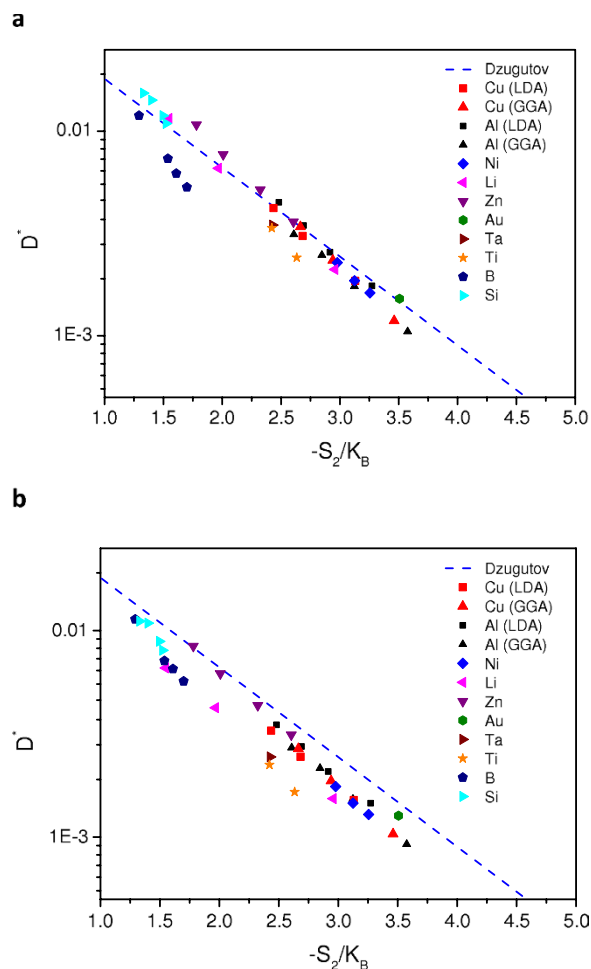 a
Dzugutov
Cu (LDA)
Cu (GGA)
Al (LDA)
Al (GGA)
Ni
Li
Zn
Au
Ta
Ti
B
Si
0.01
1E-3
D*
1.0 1.5 2.0 2.5 3.0 3.5 4.0 4.5 5.0
-S₂/K_B
b
Dzugutov
Cu (LDA)
Cu (GGA)
Al (LDA)
Al (GGA)
Ni
Li
Zn
Au
Ta
Ti
B
Si
0.01
1E-3
D*
1.0 1.5 2.0 2.5 3.0 3.5 4.0 4.5 5.0
-S₂/K_B